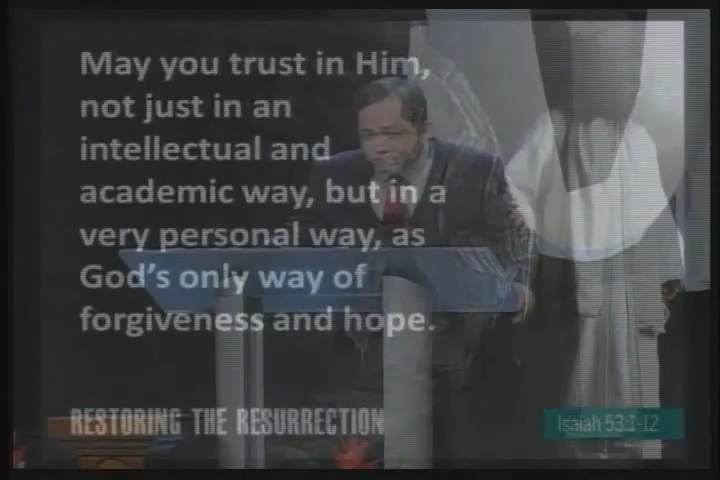 May you trust in Him,
not just in an
intellectual and
academic way, but in a
very personal way, as
God's only way of
forgiveness and hope.
RESTORING THE RESURRECTION
Isaiah 53:1-12